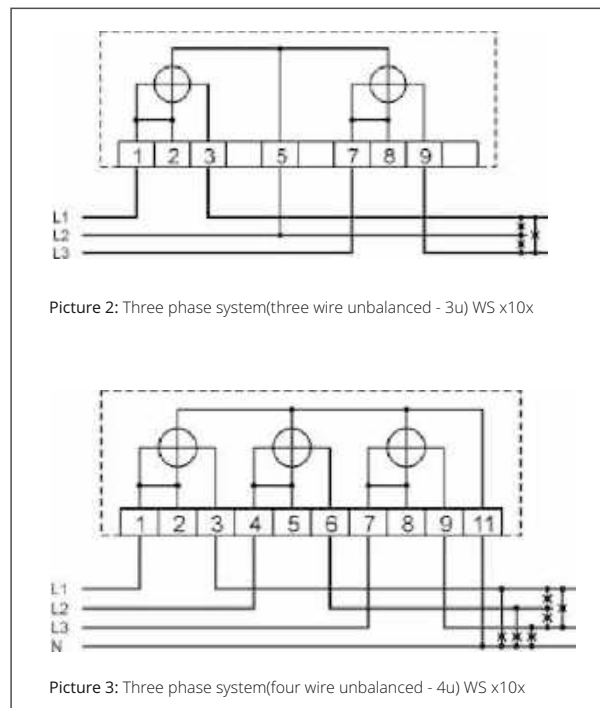 1 2 3 5 7 8 9
L1
L2
L3
Picture 2: Three phase system(three wire unbalanced - 3u) WS x10x
1 2 3 4 5 6 7 8 9 11
L1
L2
L3
N
Picture 3: Three phase system(four wire unbalanced - 4u) WS x10x